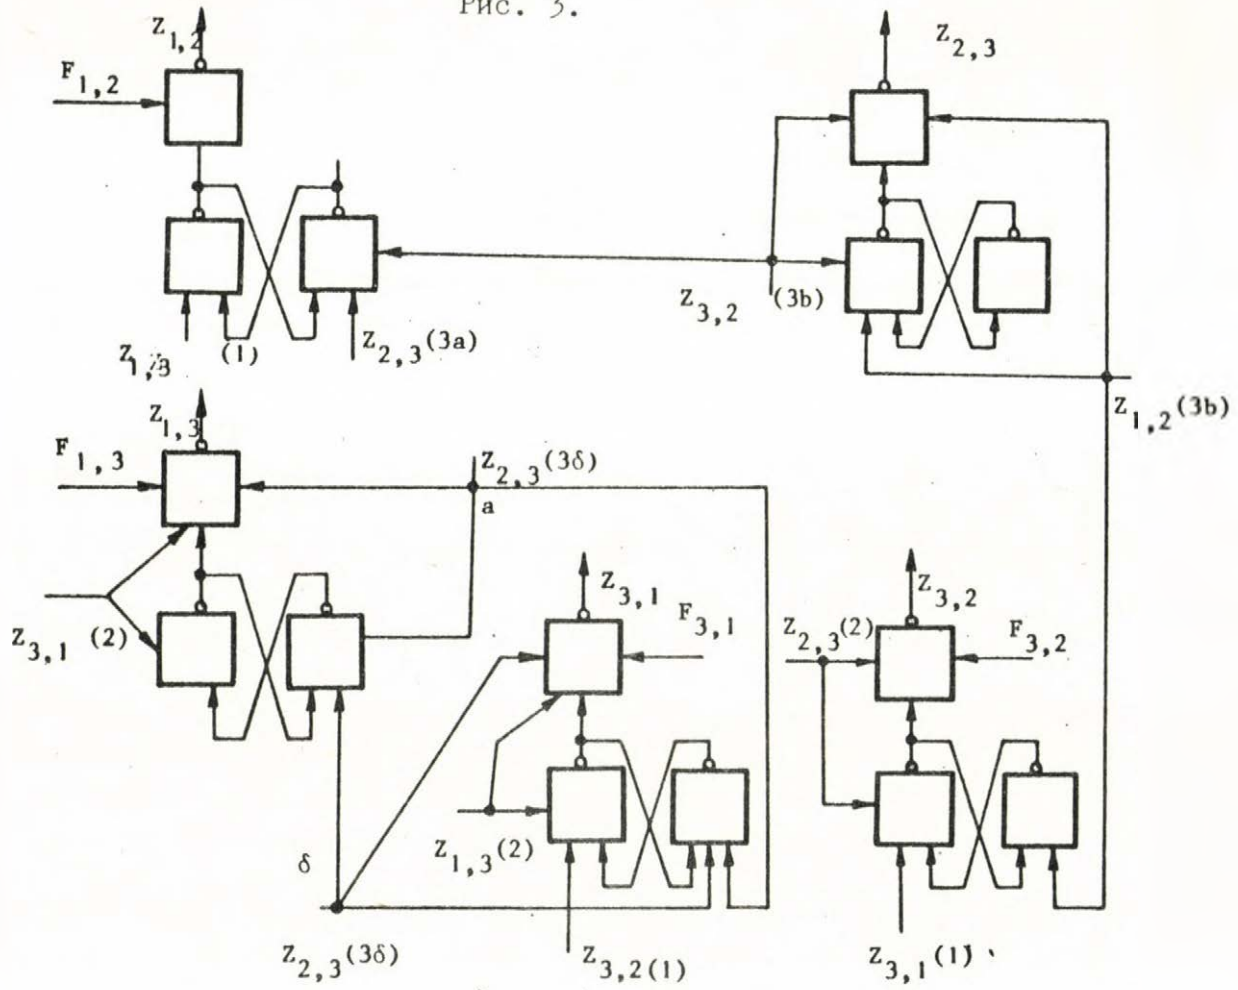 Рис. 3.
Z1,2
F1,2
Z2,3
Z3,2 (3b)
(1)
Z2,3(3a)
Z1,2(3b)
Z1,3
F1,3
Z2,3(3δ)
a
Z3,1 (2)
Z3,1
F3,1
Z3,2
Z2,3(2)
F3,2
Z1,3(2)
δ
Z2,3(3δ)
Z3,2(1)
Z3,1(1)